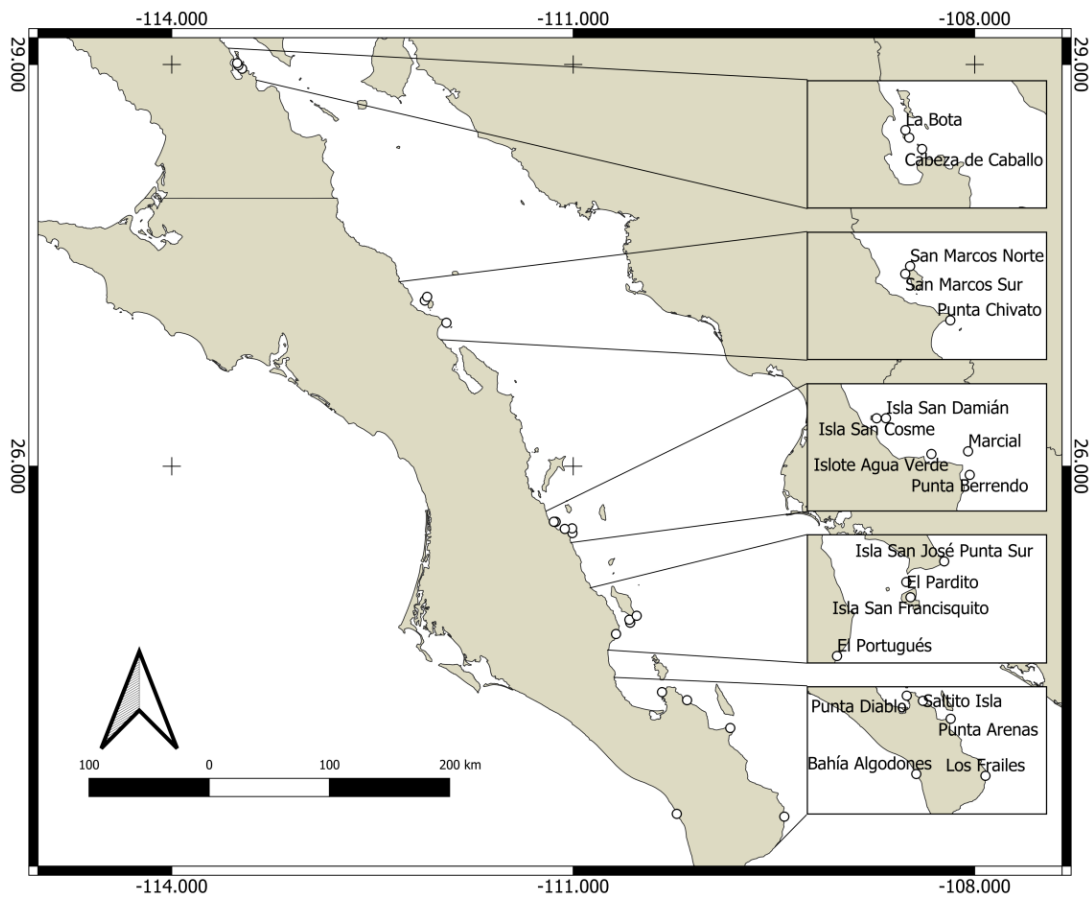 -114.000 -111.000 -108.000
29.000 29.000
La Bota
Cabeza de Caballo
San Marcos Norte
San Marcos Sur
Punta Chivato
Isla San Damián
Isla San Cosme
Marcial
26.000 26.000
Islote Agua Verde
Punta Berrendo
Isla San José Punta Sur
El Pardito
Isla San Francisquito
El Portugués
Saltito Isla
Punta Diablo
Punta Arenas
Bahía Algodones Los Frailes
100 0 100 200 km
-114.000 -111.000 -108.000